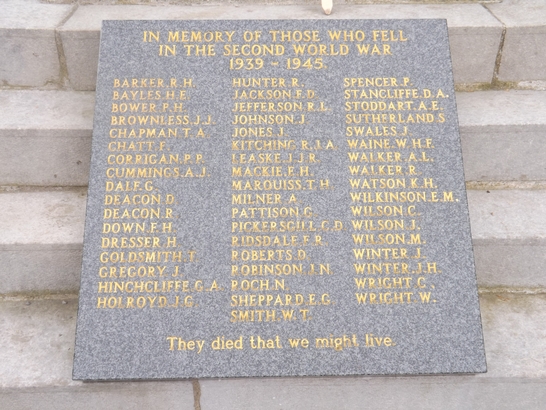 IN MEMORY OF THOSE WHO FELL
IN THE SECOND WORLD WAR
1939 - 1945.
BARKER. R. H.
BAYLES. H. E.
BOWER. P. H.
BROWNLESS. J. J.
CHAPMAN. T. A.
CHATT. F.
CORRIGAN. P. P.
CUMMINGS. A. J.
DALE. G.
DEACON. D.
DEACON. R.
DOWN. F. H.
DRESSER. H.
GOLDSMITH. T.
GREGORY. J.
HINCHCLIFFE. G. A.
HOLROYD. J. G.
HUNTER. R.
JACKSON. E. D.
JEFFERSON. R. L.
JOHNSON. J.
JONES. J.
KITCHING. R. J. A.
LEASKE. J. J. R.
MACKIE. F. H.
MARQUISS. T. H.
MILNER. A.
PATTISON. G.
PICKERSGILL. C. D.
RIDSDALE. F. R.
ROBERTS. D.
ROBINSON. J. N.
ROCH. N.
SHEPPARD. E. G.
SMITH. W. T.
SPENCER. P.
STANCLIFFE. D. A.
STODDART. A. E.
SUTHERLAND. S.
SWALES. J.
WAINE. W. H. F.
WALKER. A. L.
WALKER. R.
WATSON. K. H.
WILKINSON. E. M.
WILSON. C.
WILSON. J.
WILSON. M.
WINTER. J.
WINTER. J. H.
WRIGHT. C.
WRIGHT. W.
They died that we might live.